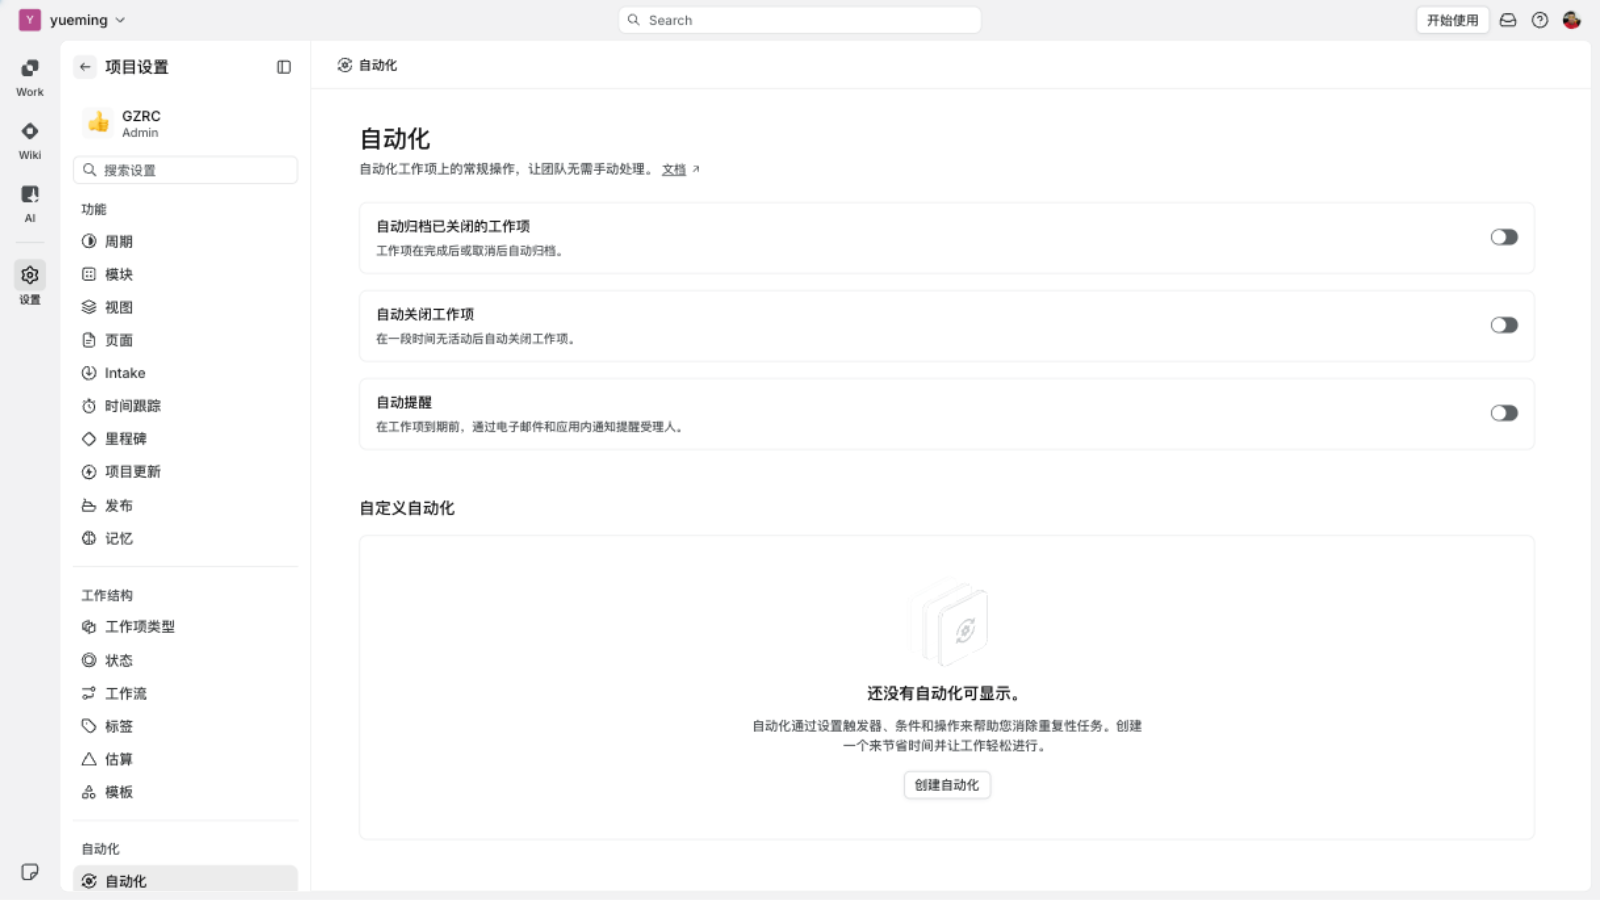 Y yueming
Search
开始使用
Work
Wiki
AI
设置
项目设置
GZRC
Admin
搜索设置
功能
周期
模块
视图
页面
Intake
时间跟踪
里程碑
项目更新
发布
记忆
工作结构
工作项类型
状态
工作流
标签
估算
模板
自动化
自动化
自动化
自动化
自动化工作项上的常规操作，让团队无需手动处理。 文档
自动归档已关闭的工作项
工作项在完成后或取消后自动归档。
自动关闭工作项
在一段时间无活动后自动关闭工作项。
自动提醒
在工作项到期前，通过电子邮件和应用内通知提醒受理人。
自定义自动化
还没有自动化可显示。
自动化通过设置触发器、条件和操作来帮助您消除重复性任务。创建
一个来节省时间并让工作轻松进行。
创建自动化